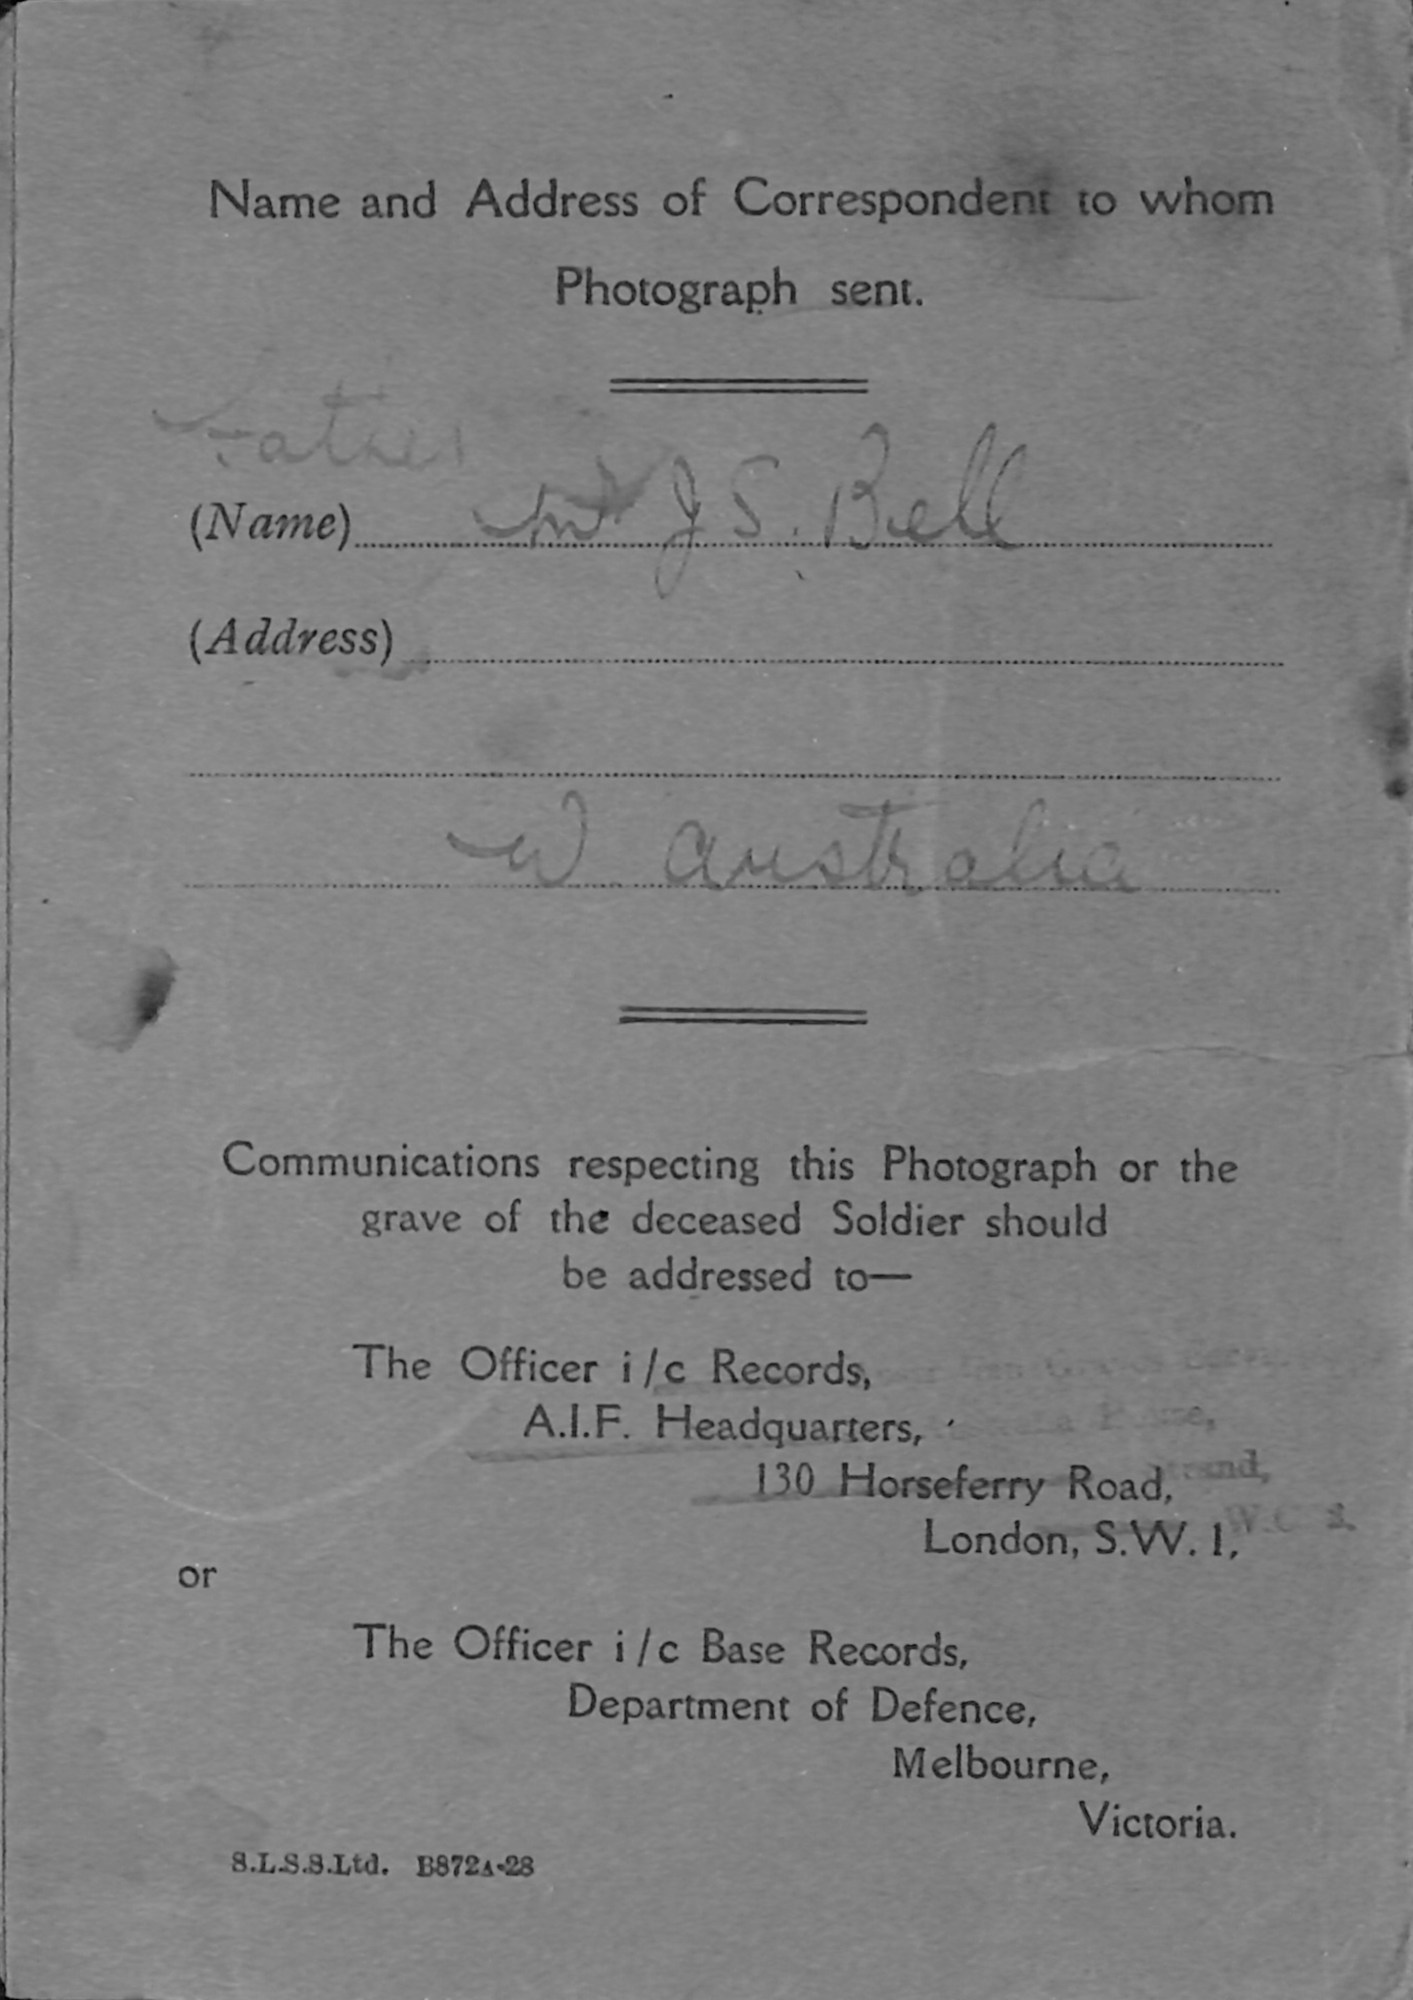 Name and Address of Correspondent to whom
Photograph sent.
Father
(Name) Mr J S. Bell
(Address)
W Australia
Communications respecting this Photograph or the
grave of the deceased Soldier should
be addressed to—
The Officer i/c Records,
A.I.F. Headquarters,
130 Horseferry Road,
London, S.W. 1,
or
The Officer i/c Base Records,
Department of Defence,
Melbourne,
Victoria.
S.L.S.S.Ltd. B872A-28